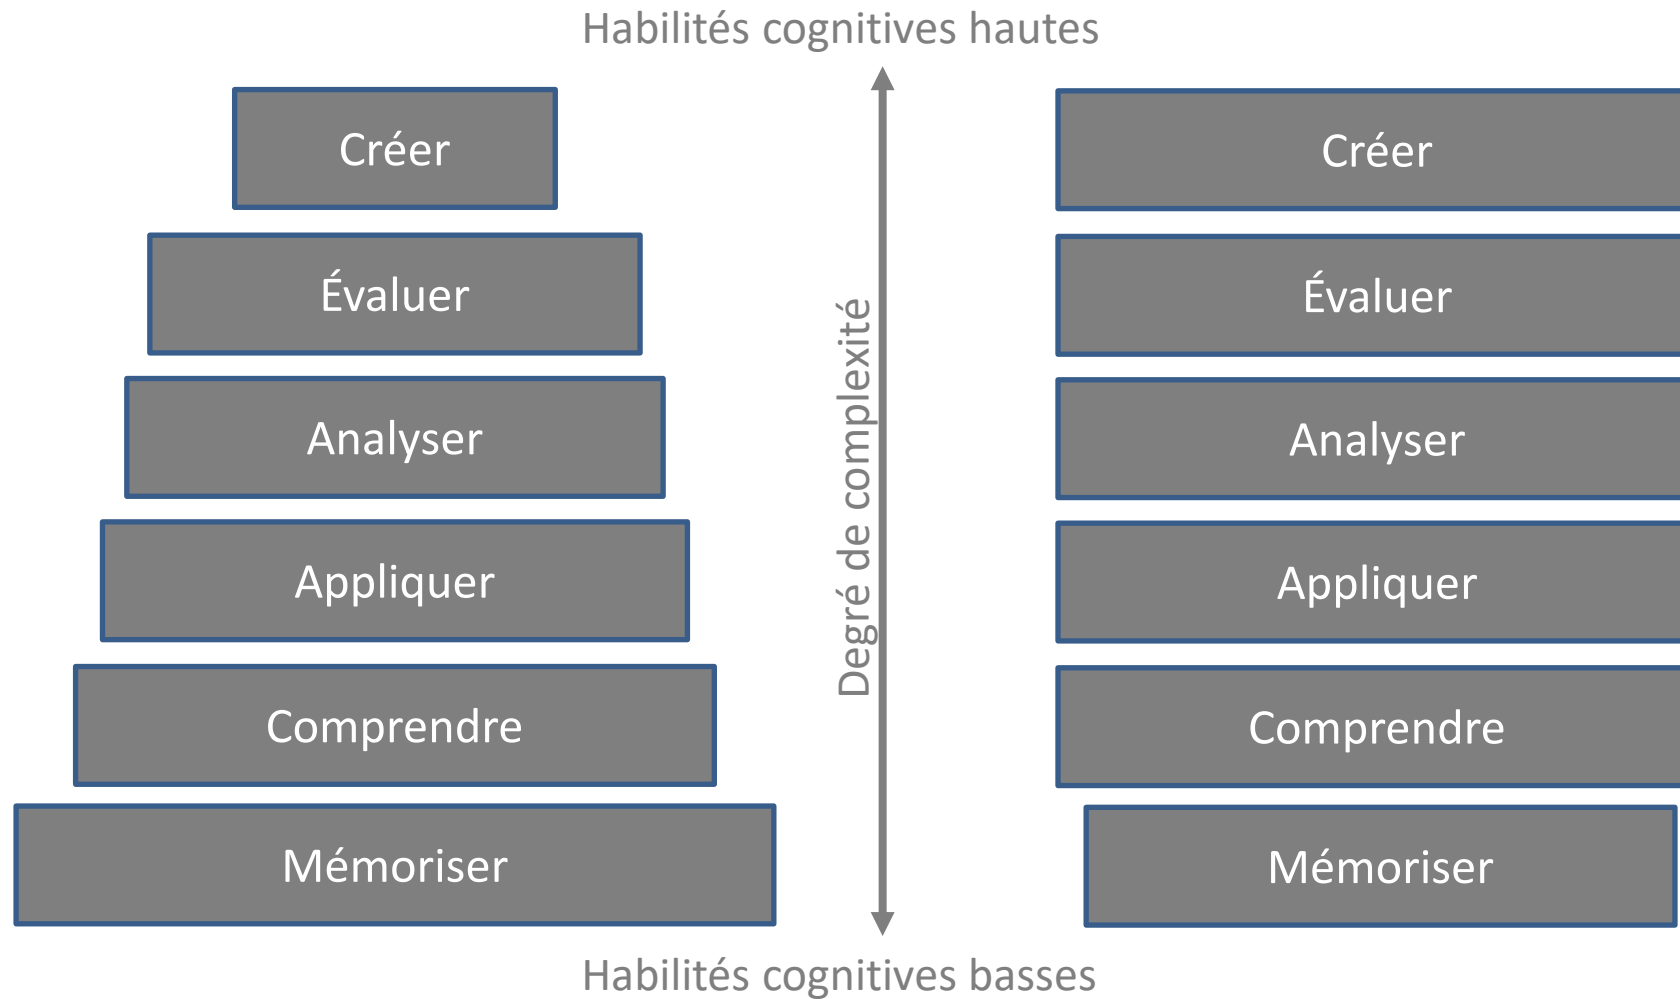 Habilités cognitives hautes
Créer
Évaluer
Analyser
Appliquer
Comprendre
Mémoriser
Degré de complexité
Créer
Évaluer
Analyser
Appliquer
Comprendre
Mémoriser
Habilités cognitives basses